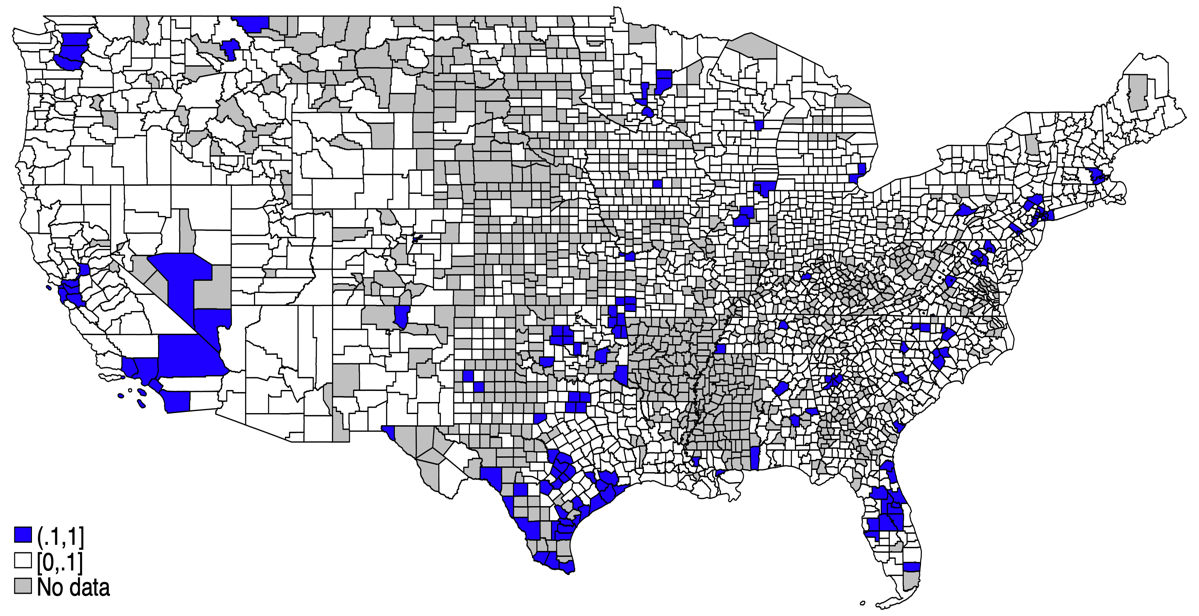 (.1,1]
[0,.1]
No data